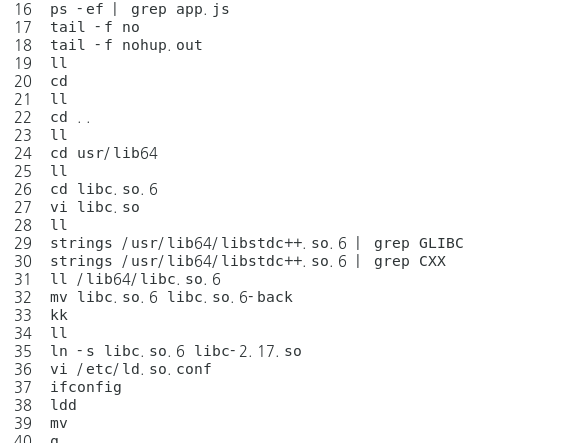 16 ps -ef | grep app.js
17 tail -f no
18 tail -f nohup.out
19 ll
20 cd
21 ll
22 cd ..
23 ll
24 cd usr/lib64
25 ll
26 cd libc.so.6
27 vi libc.so
28 ll
29 strings /usr/lib64/libstdc++.so.6 | grep GLIBC
30 strings /usr/lib64/libstdc++.so.6 | grep CXX
31 ll /lib64/libc.so.6
32 mv libc.so.6 libc.so.6-back
33 kk
34 ll
35 ln -s libc.so.6 libc-2.17.so
36 vi /etc/ld.so.conf
37 ifconfig
38 ldd
39 mv
40